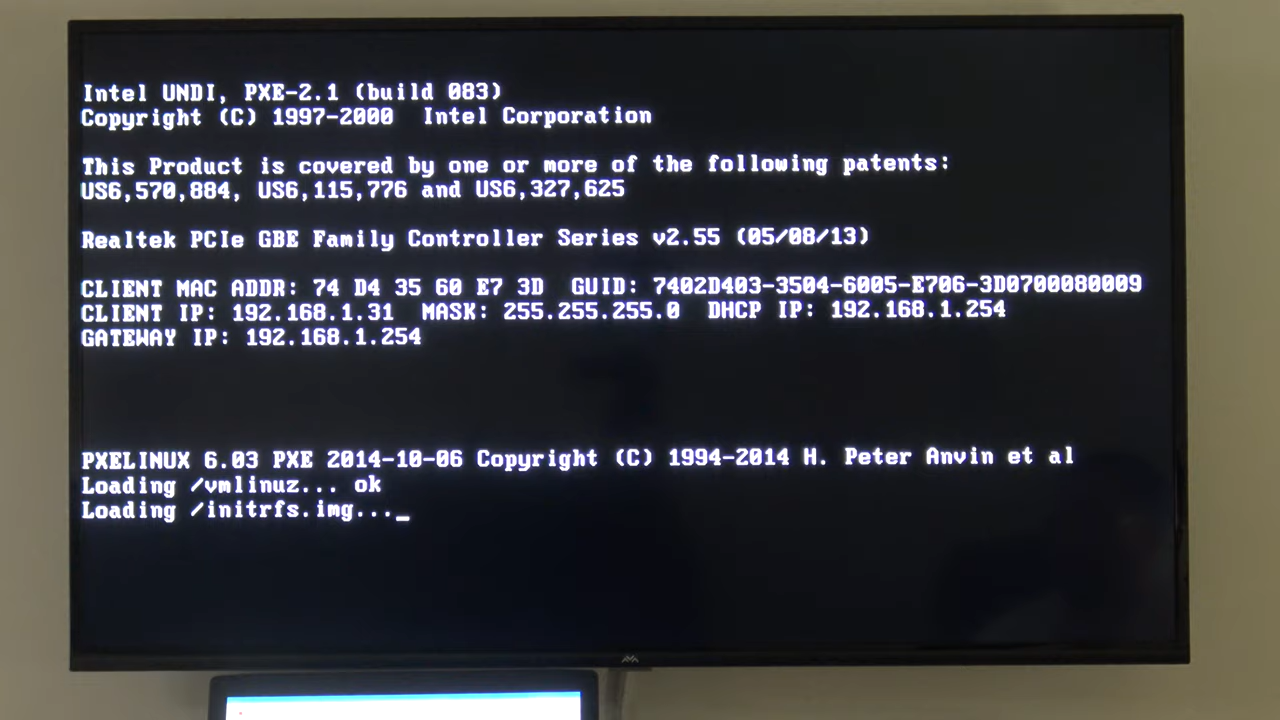 Intel UNDI, PXE-2.1 (build 083)
Copyright (C) 1997-2000  Intel Corporation
This Product is covered by one or more of the following patents:
US6,570,884, US6,115,776 and US6,327,625
Realtek PCIe GBE Family Controller Series v2.55 (05/08/13)
CLIENT MAC ADDR: 74 D4 35 60 E7 3D  GUID: 7402D403-3504-6005-E706-3D0700080009
CLIENT IP: 192.168.1.31  MASK: 255.255.255.0  DHCP IP: 192.168.1.254
GATEWAY IP: 192.168.1.254
PXELINUX 6.03 PXE 2014-10-06 Copyright (C) 1994-2014 H. Peter Anvin et al
Loading /vmlinuz... ok
Loading /initrfs.img..._